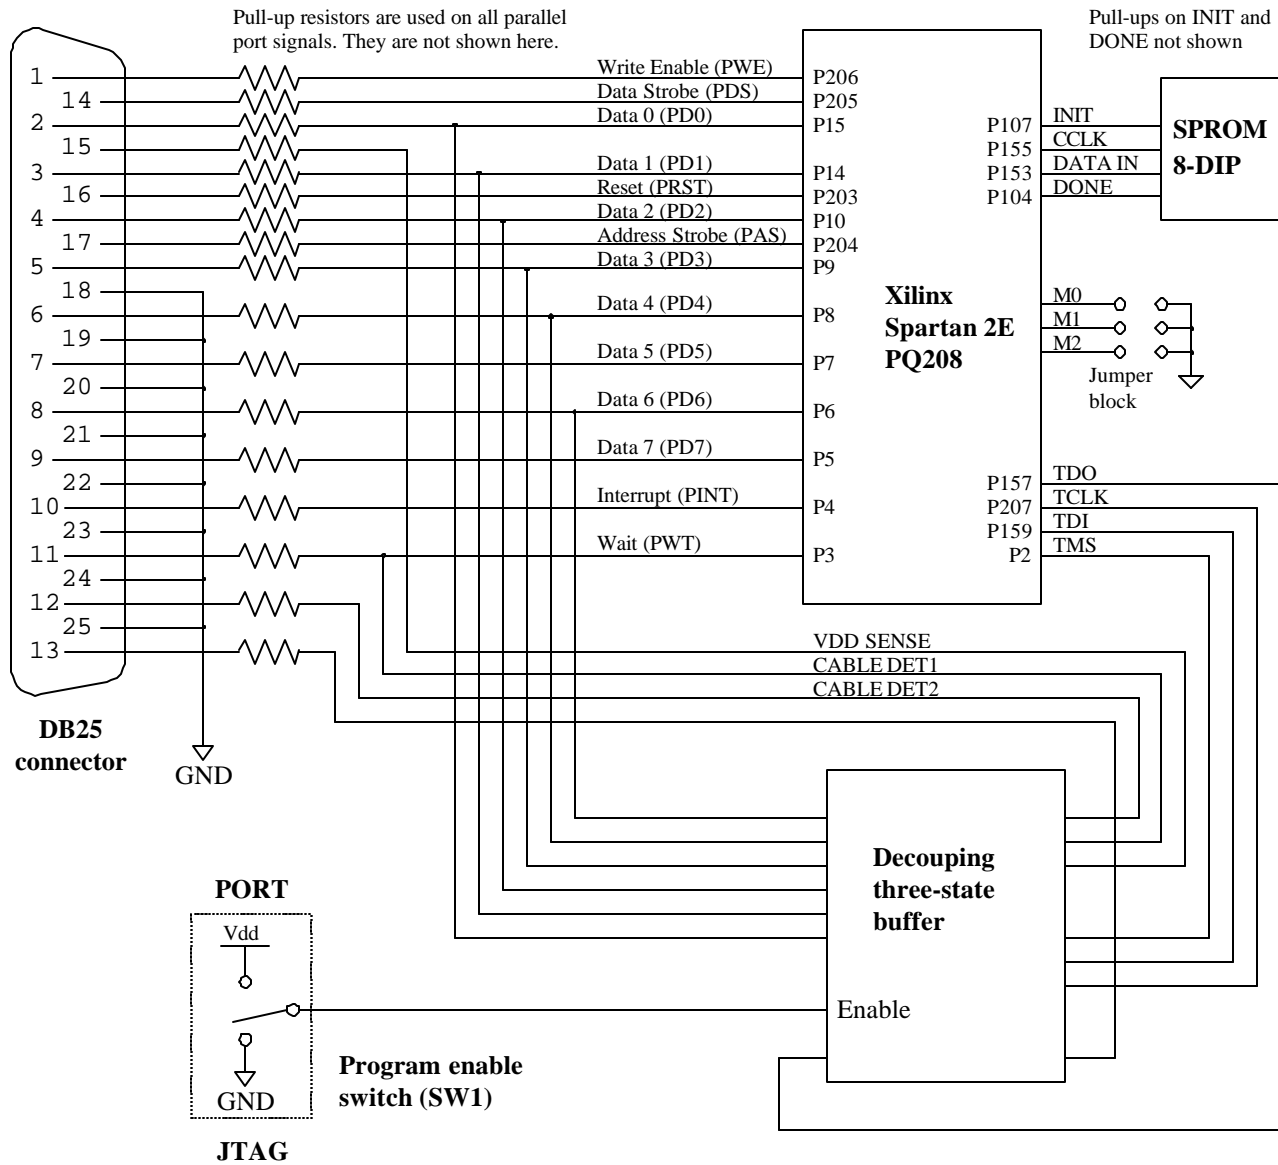 Pull-up resistors are used on all parallel
port signals. They are not shown here.
Pull-ups on INIT and
DONE not shown
1
14
2
15
3
16
4
17
5
18
6
19
7
20
8
21
9
22
10
23
11
24
12
25
13
DB25
connector
GND
Write Enable (PWE)
Data Strobe (PDS)
Data 0 (PD0)
Data 1 (PD1)
Reset (PRST)
Data 2 (PD2)
Address Strobe (PAS)
Data 3 (PD3)
Data 4 (PD4)
Data 5 (PD5)
Data 6 (PD6)
Data 7 (PD7)
Interrupt (PINT)
Wait (PWT)
P206
P205
P15
P14
P203
P10
P204
P9
P8
P7
P6
P5
P4
P3
Xilinx
Spartan 2E
PQ208
P107
P155
P153
P104
INIT
CCLK
DATA IN
DONE
SPROM
8-DIP
M0
M1
M2
Jumper
block
P157
P207
P159
P2
TDO
TCLK
TDI
TMS
VDD SENSE
CABLE DET1
CABLE DET2
Decouping
three-state
buffer
Enable
PORT
Vdd
GND
JTAG
Program enable
switch (SW1)